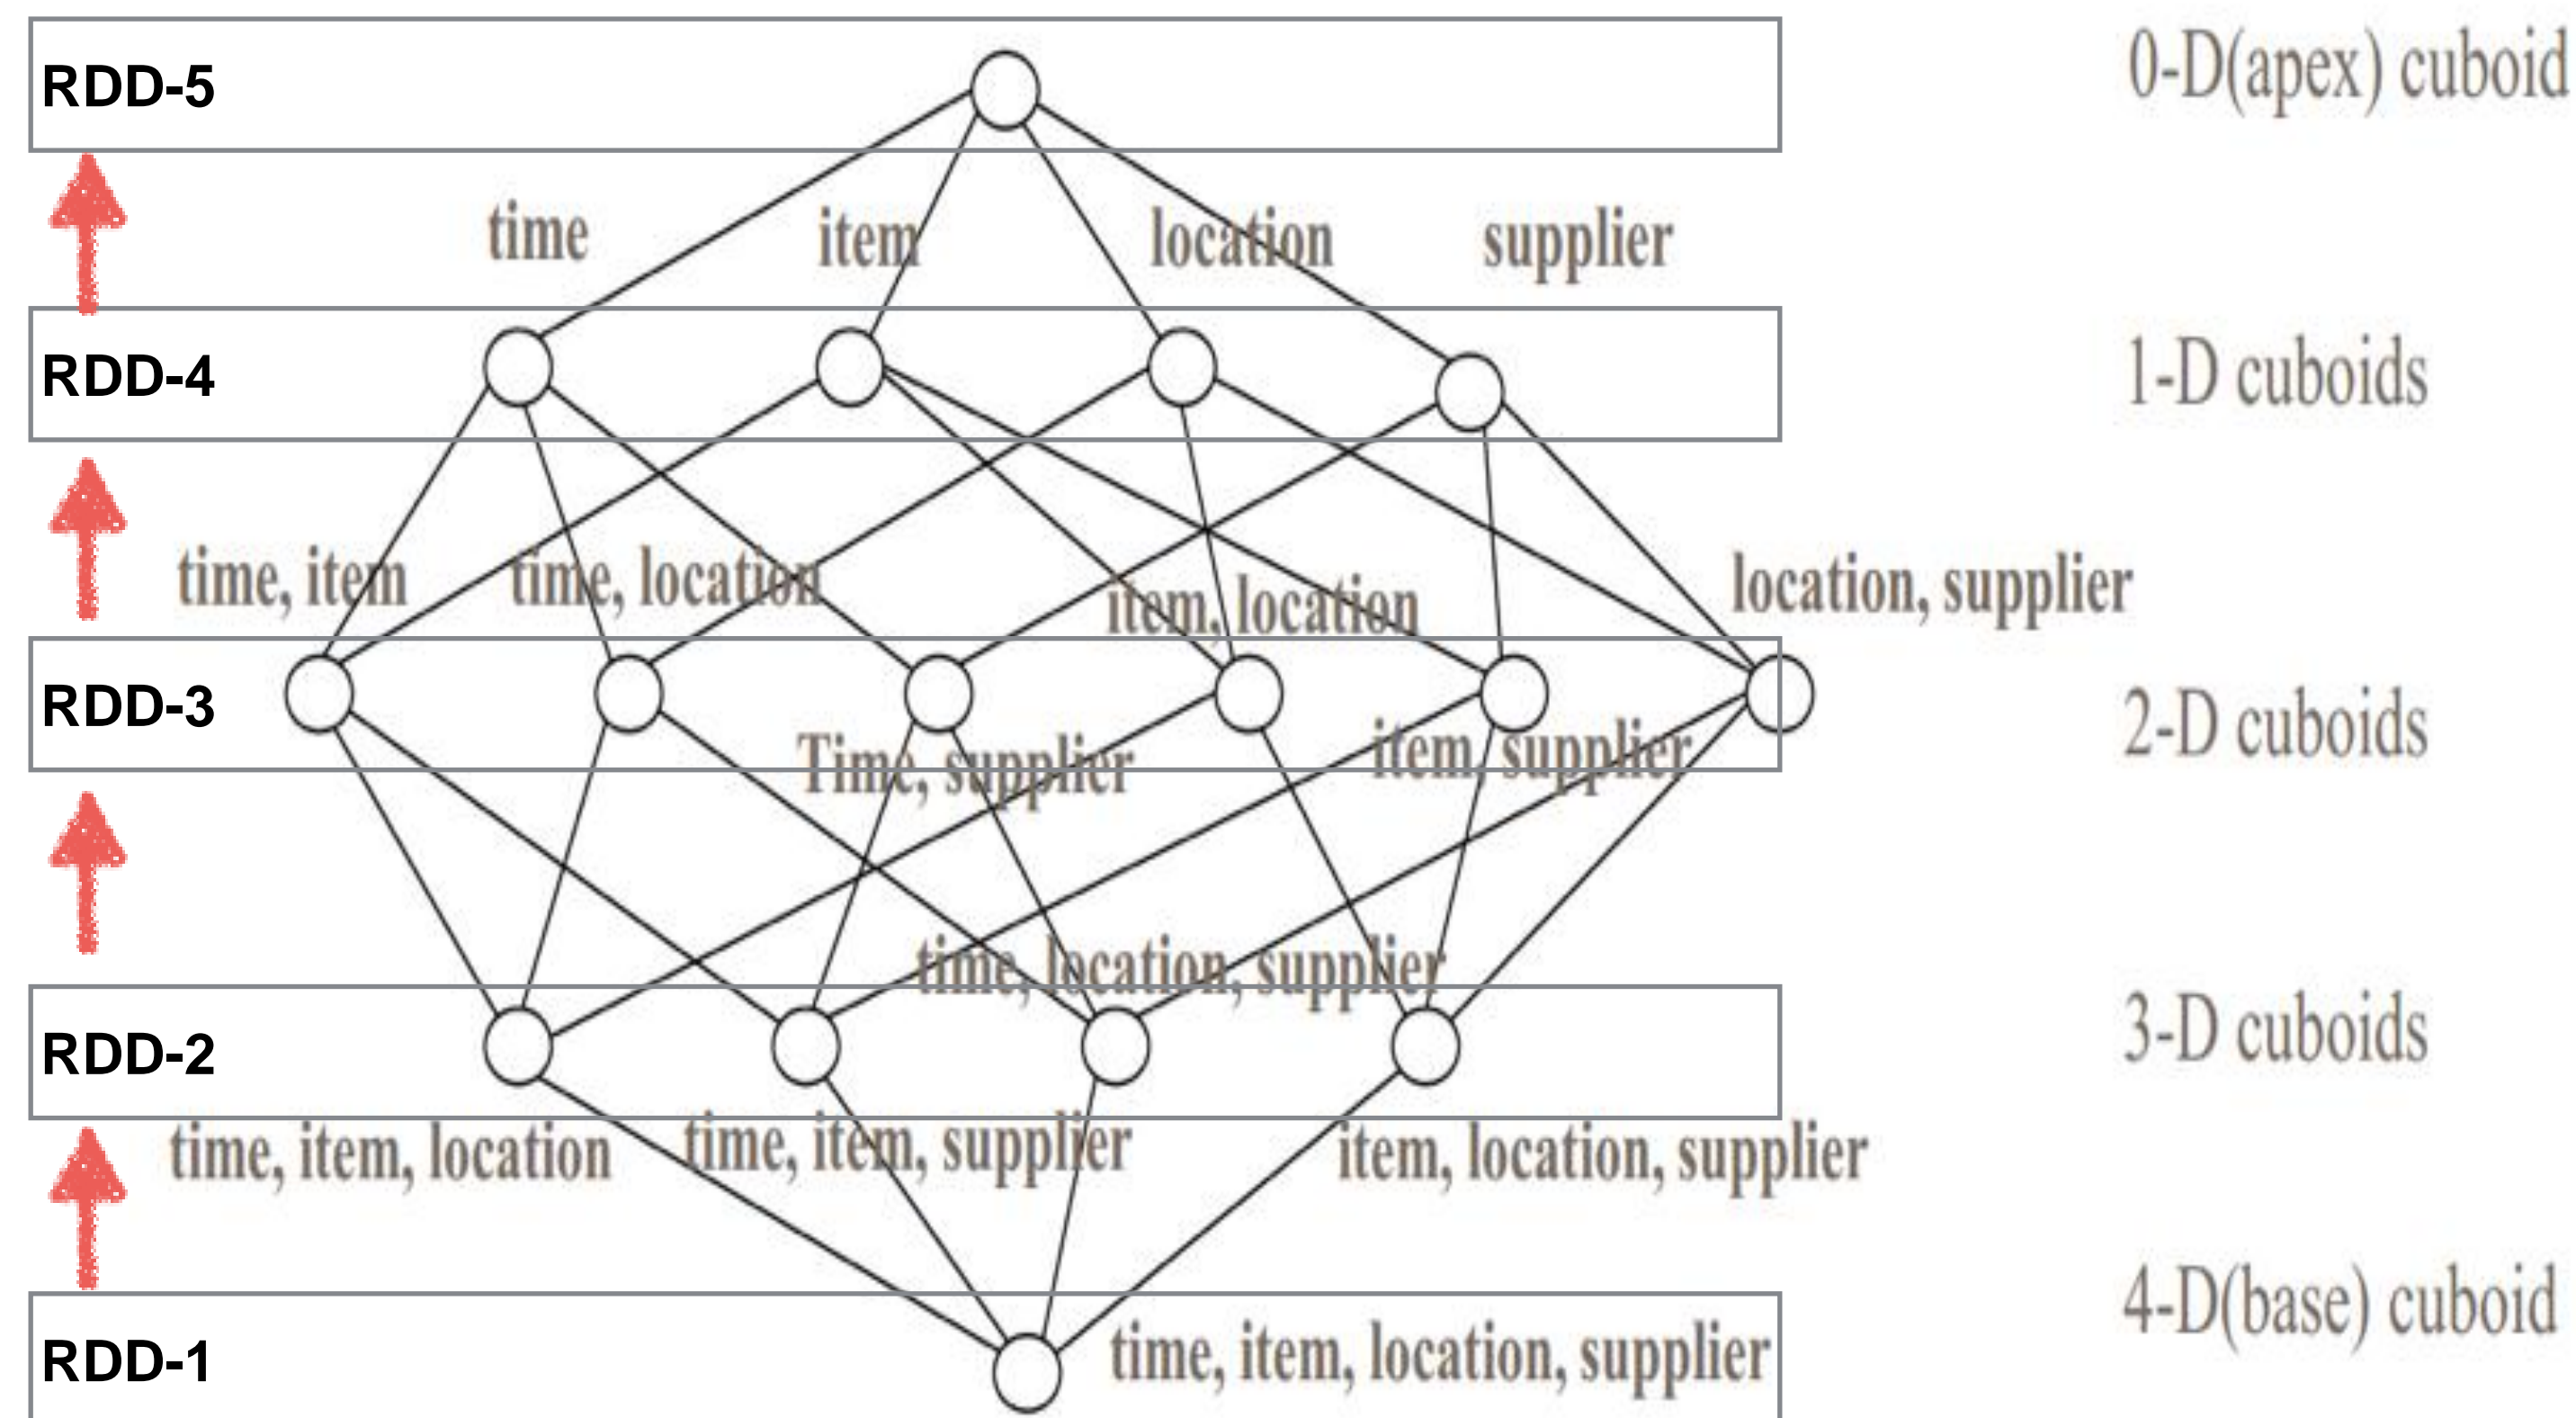 RDD-5
0-D(apex) cuboid
time
item
location
supplier
RDD-4
1-D cuboids
time, item
time, location
item, location
location, supplier
RDD-3
2-D cuboids
Time, supplier
item, supplier
time, location, supplier
RDD-2
3-D cuboids
time, item, location
time, item, supplier
item, location, supplier
RDD-1
time, item, location, supplier
4-D(base) cuboid